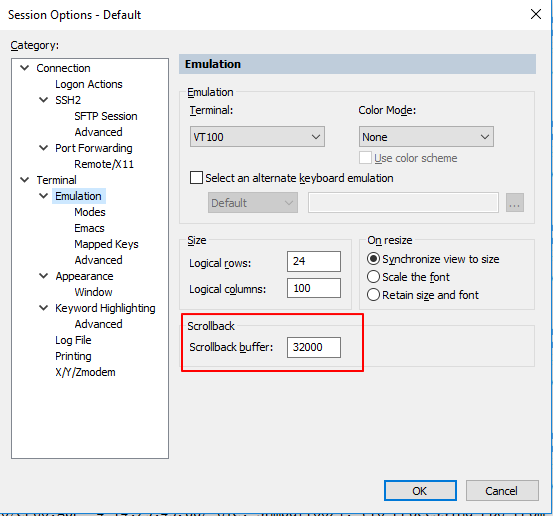 Session Options - Default
Category:
Connection
Logon Actions
SSH2
SFTP Session
Advanced
Port Forwarding
Remote/X11
Terminal
Emulation
Modes
Emacs
Mapped Keys
Advanced
Appearance
Window
Keyword Highlighting
Advanced
Log File
Printing
X/Y/Zmodem
Emulation
Emulation
Terminal:
Color Mode:
VT100
None
Use color scheme
Select an alternate keyboard emulation
Default
...
Size
Logical rows: 24
Logical columns: 100
On resize
Synchronize view to size
Scale the font
Retain size and font
Scrollback
Scrollback buffer: 32000
OK
Cancel